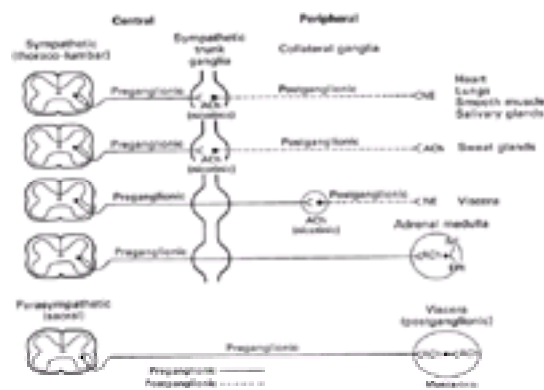 Central
Peripheral
Sympathetic
(thoraco-lumbar)
Sympathetic
trunk
ganglia
Collateral ganglia
Preganglionic
ACh
(nicotinic)
Postganglionic
NE
Heart
Lungs
Smooth muscle
Salivary glands
Preganglionic
ACh
(nicotinic)
Postganglionic
ACh
Sweat glands
Preganglionic
ACh
(nicotinic)
Postganglionic
NE
Viscera
Preganglionic
Adrenal medulla
ACh
EPI
Parasympathetic
(sacral)
Preganglionic
Viscera
(postganglionic)
ACh
ACh
Preganglionic
Postganglionic